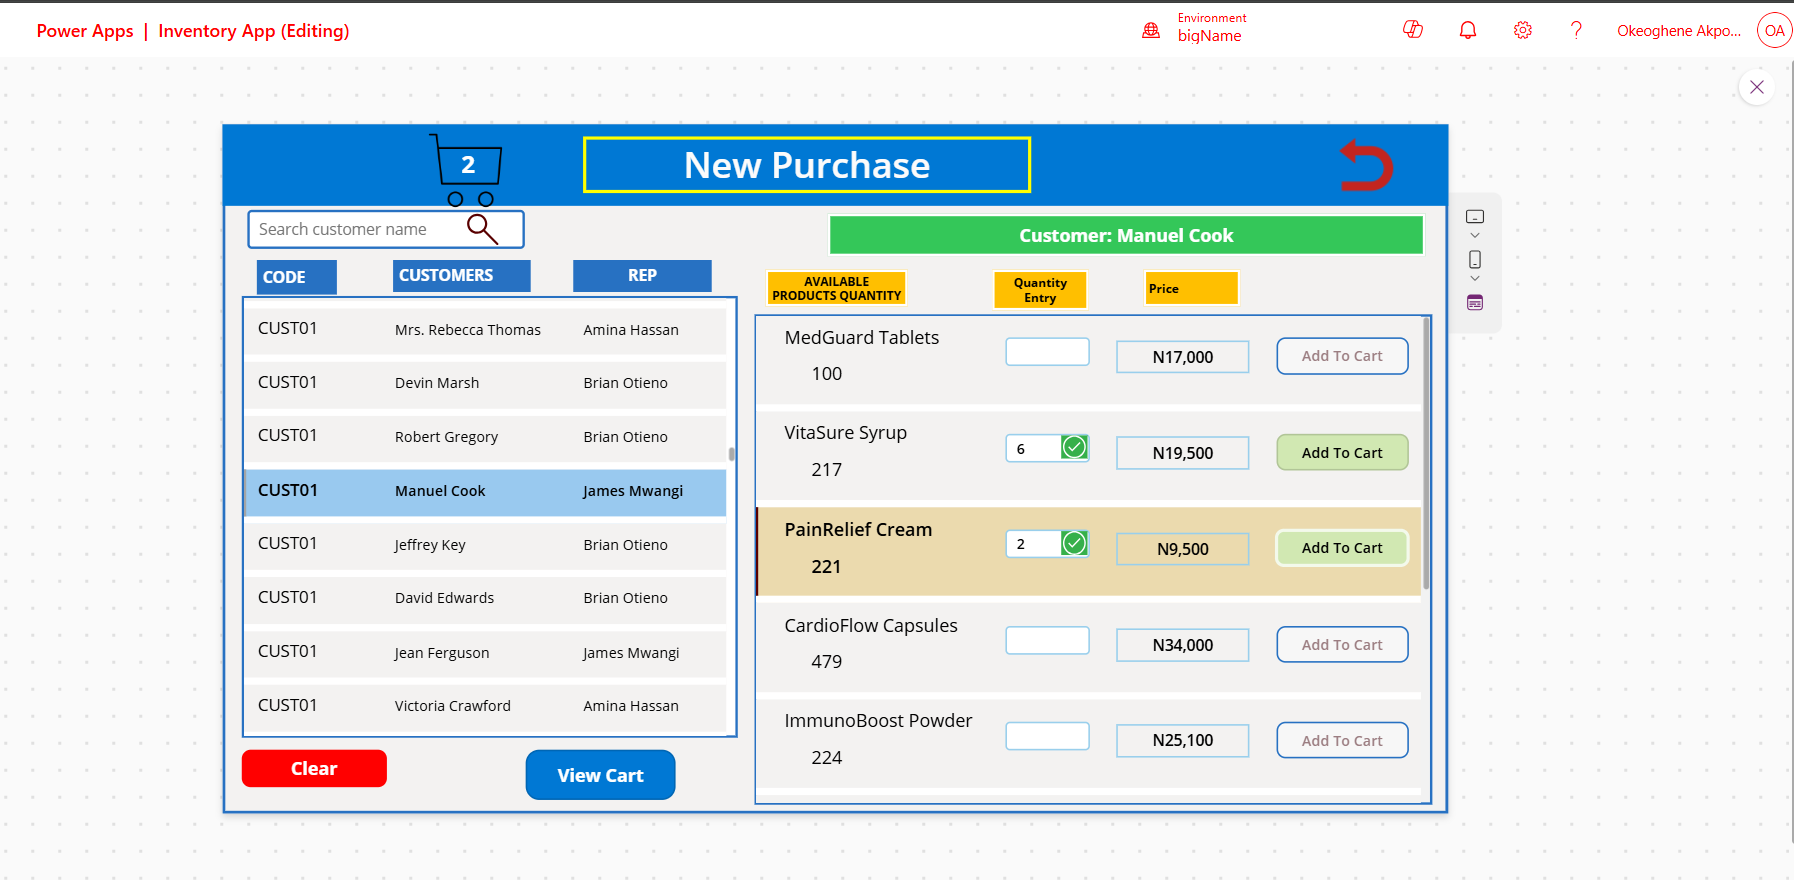 Power Apps | Inventory App (Editing)
Environment
bigName
Okeoghene Akpo...
OA
2
New Purchase
Search customer name
Customer: Manuel Cook
CODE
CUSTOMERS
REP
AVAILABLE
PRODUCTS QUANTITY
Quantity
Entry
Price
CUST01 Mrs. Rebecca Thomas Amina Hassan
CUST01 Devin Marsh Brian Otieno
CUST01 Robert Gregory Brian Otieno
CUST01 Manuel Cook James Mwangi
CUST01 Jeffrey Key Brian Otieno
CUST01 David Edwards Brian Otieno
CUST01 Jean Ferguson James Mwangi
CUST01 Victoria Crawford Amina Hassan
Clear
View Cart
MedGuard Tablets
100
N17,000
Add To Cart
VitaSure Syrup
217
6
N19,500
Add To Cart
PainRelief Cream
221
2
N9,500
Add To Cart
CardioFlow Capsules
479
N34,000
Add To Cart
ImmunoBoost Powder
224
N25,100
Add To Cart